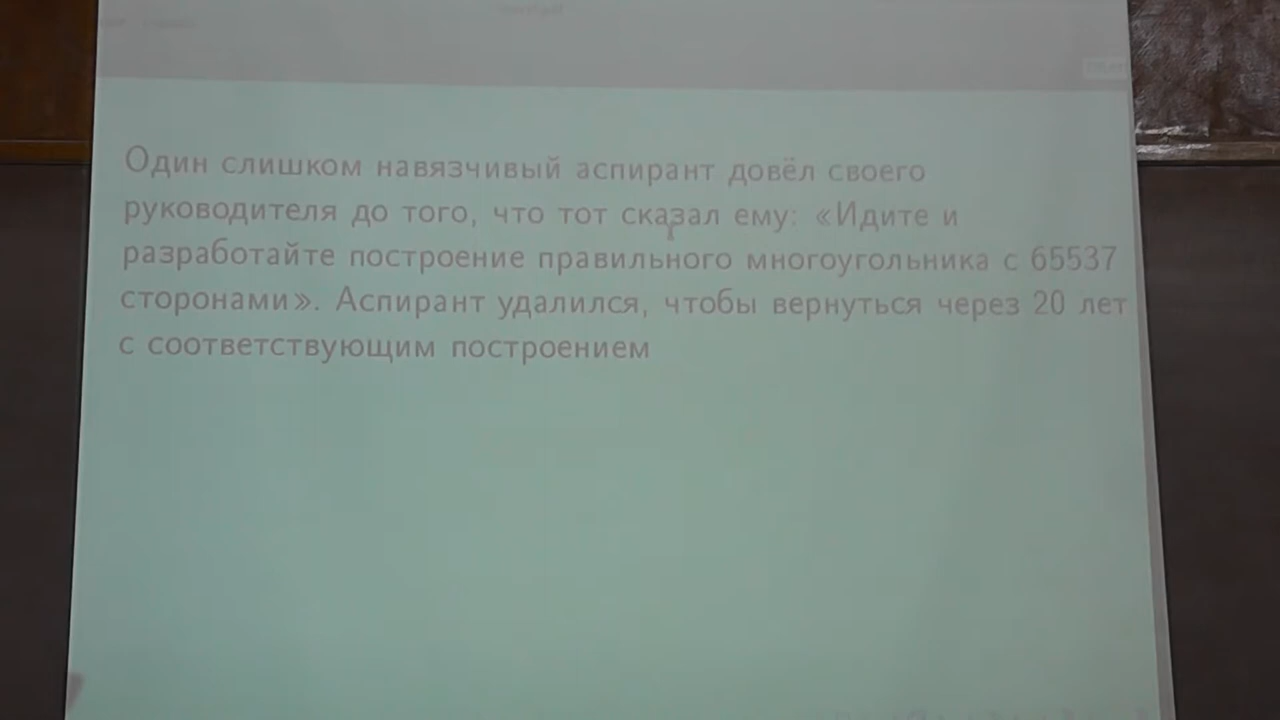 Один слишком навязчивый аспирант довёл своего
руководителя до того, что тот сказал ему: «Идите и
разработайте построение правильного многоугольника с 65537
сторонами». Аспирант удалился, чтобы вернуться через 20 лет
с соответствующим построением